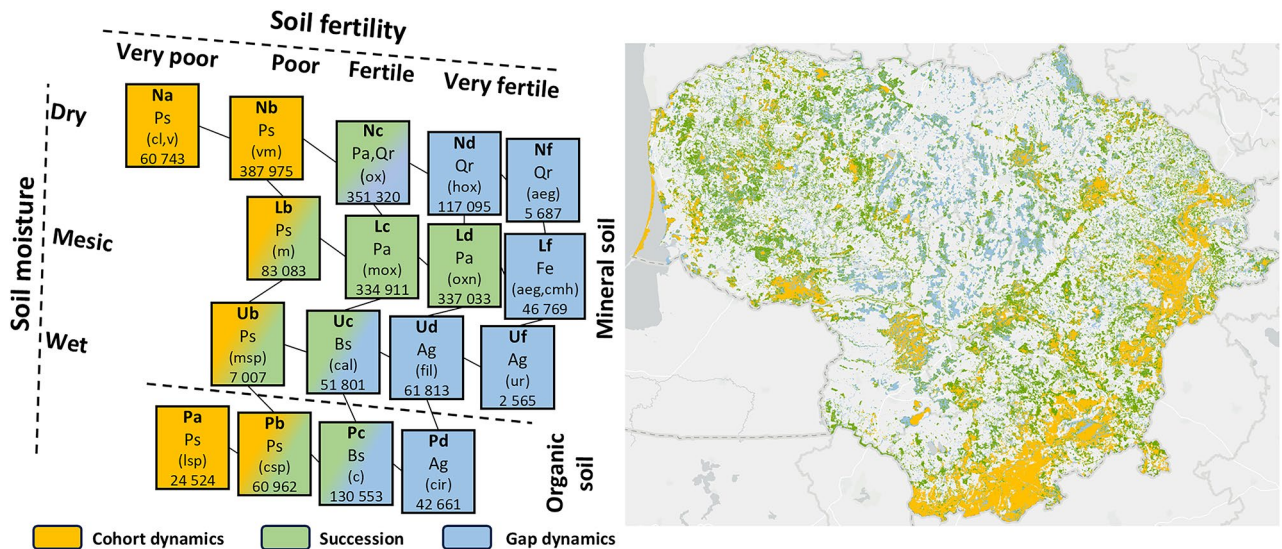 Soil fertility
Very poor
Poor
Fertile
Very fertile
Soil moisture
Dry
Mesic
Wet
Na
Ps
(cl,v)
60 743
Nb
Ps
(vm)
387 975
Nc
Pa,Qr
(ox)
351 320
Nd
Qr
(hox)
117 095
Nf
Qr
(aeg)
5 687
Lb
Ps
(m)
83 083
Lc
Pa
(mox)
334 911
Ld
Pa
(oxn)
337 033
Lf
Fe
(aeg,cmh)
46 769
Ub
Ps
(msp)
7 007
Uc
Bs
(cal)
51 801
Ud
Ag
(fil)
61 813
Uf
Ag
(ur)
2 565
Pa
Ps
(lsp)
24 524
Pb
Ps
(csp)
60 962
Pc
Bs
(c)
130 553
Pd
Ag
(cir)
42 661
Mineral soil
Organic
soil
Cohort dynamics
Succession
Gap dynamics